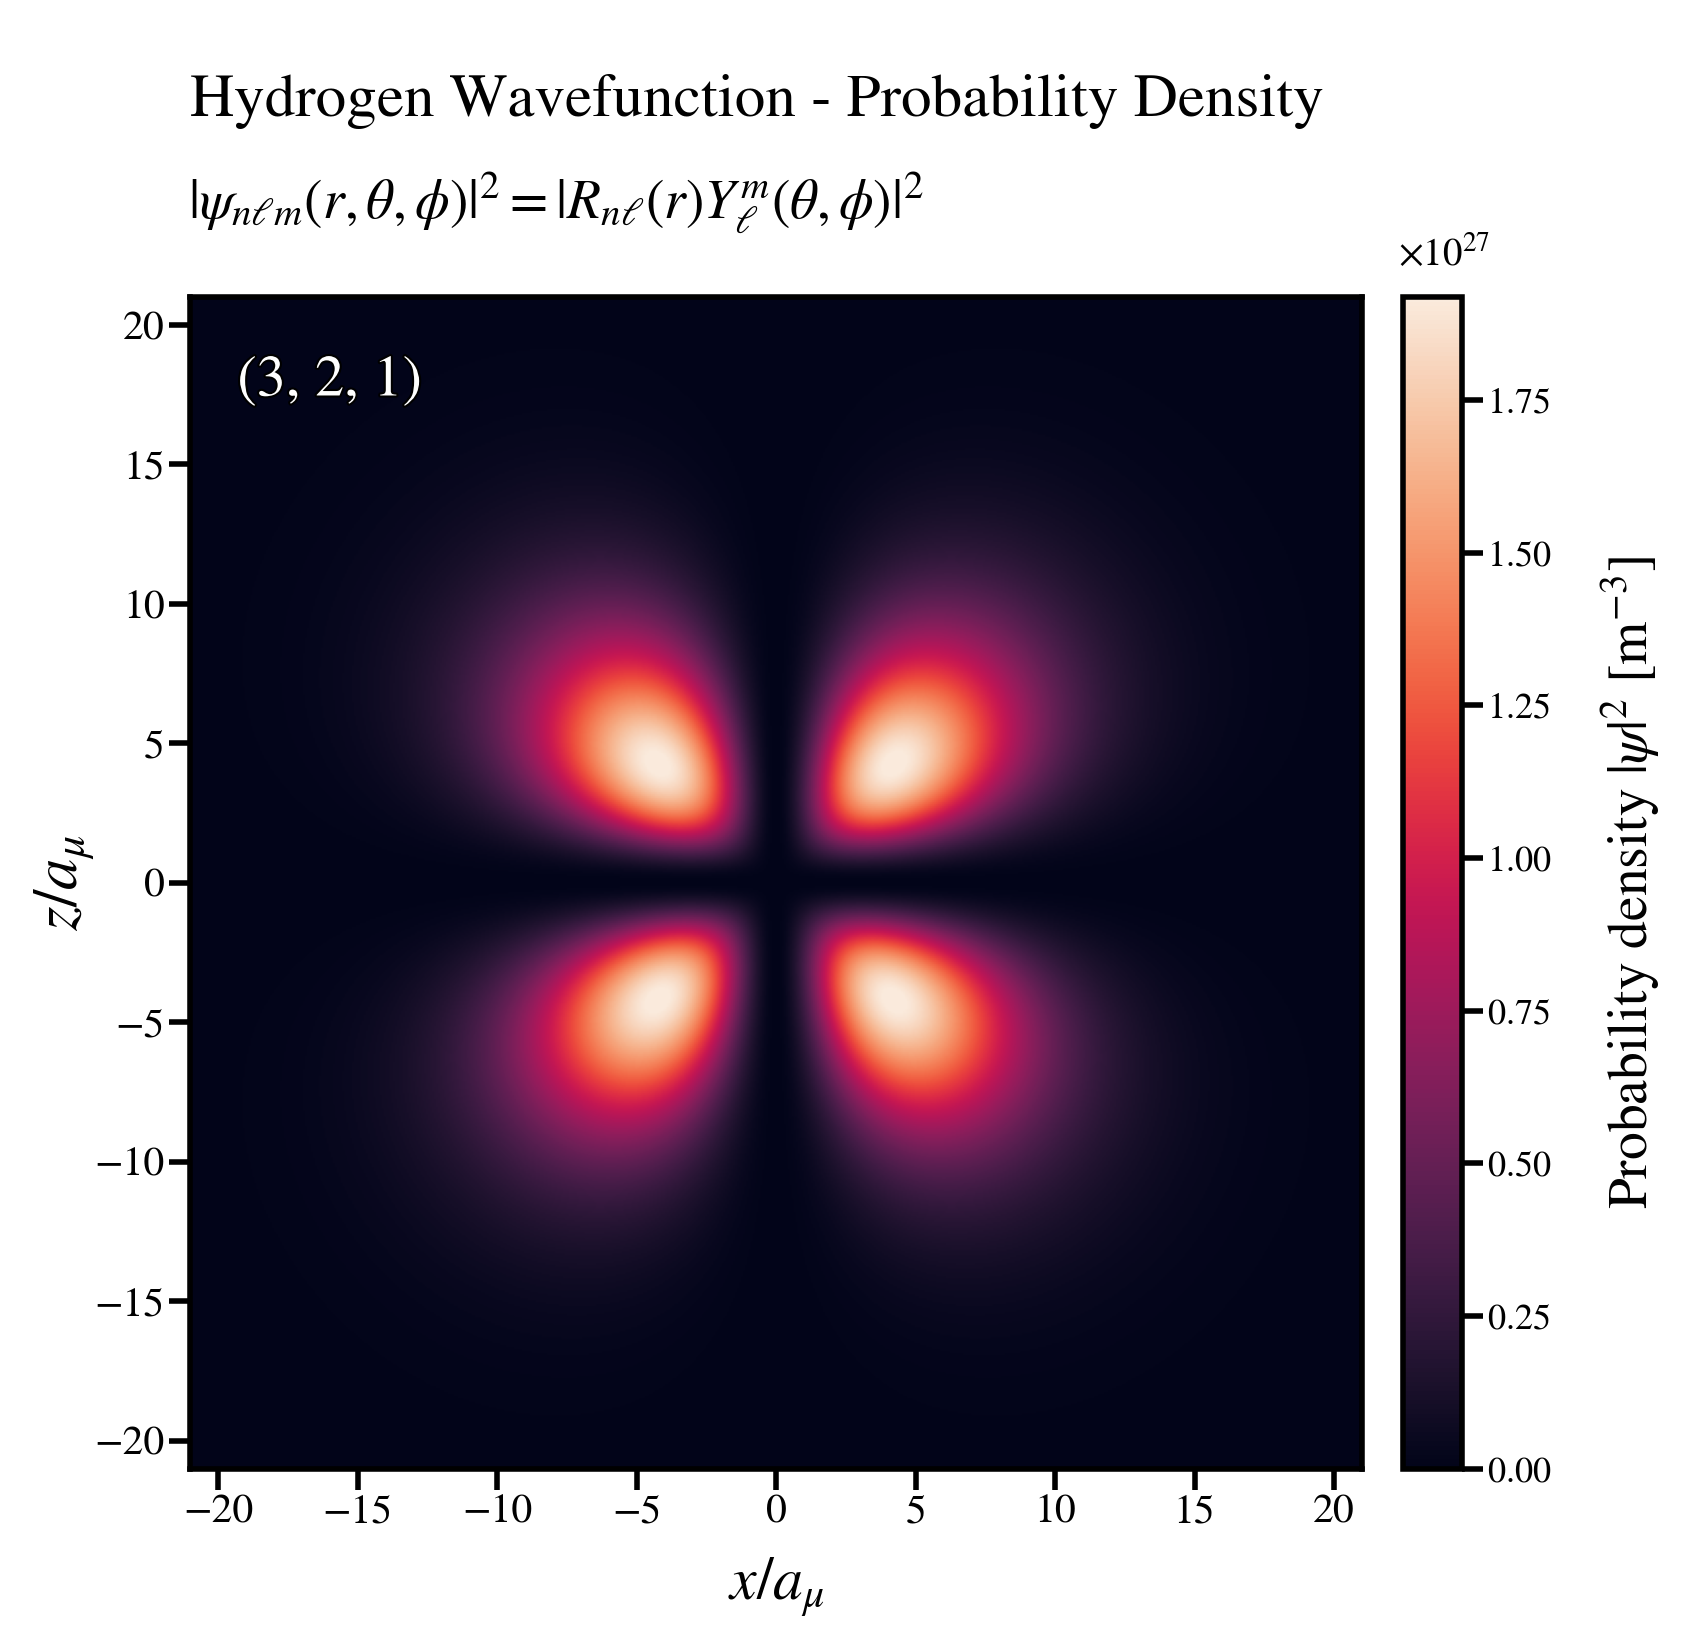 Hydrogen Wavefunction - Probability Density
|ψₙℓₘ(r, θ, ϕ)|² = |Rₙℓ(r)Yℓᵐ(θ, ϕ)|²
×10²⁷
(3, 2, 1)
20
15
10
5
0
−5
−10
−15
−20
z/aμ
−20 −15 −10 −5 0 5 10 15 20
x/aμ
1.75
1.50
1.25
1.00
0.75
0.50
0.25
0.00
Probability density |ψ|² [m⁻³]